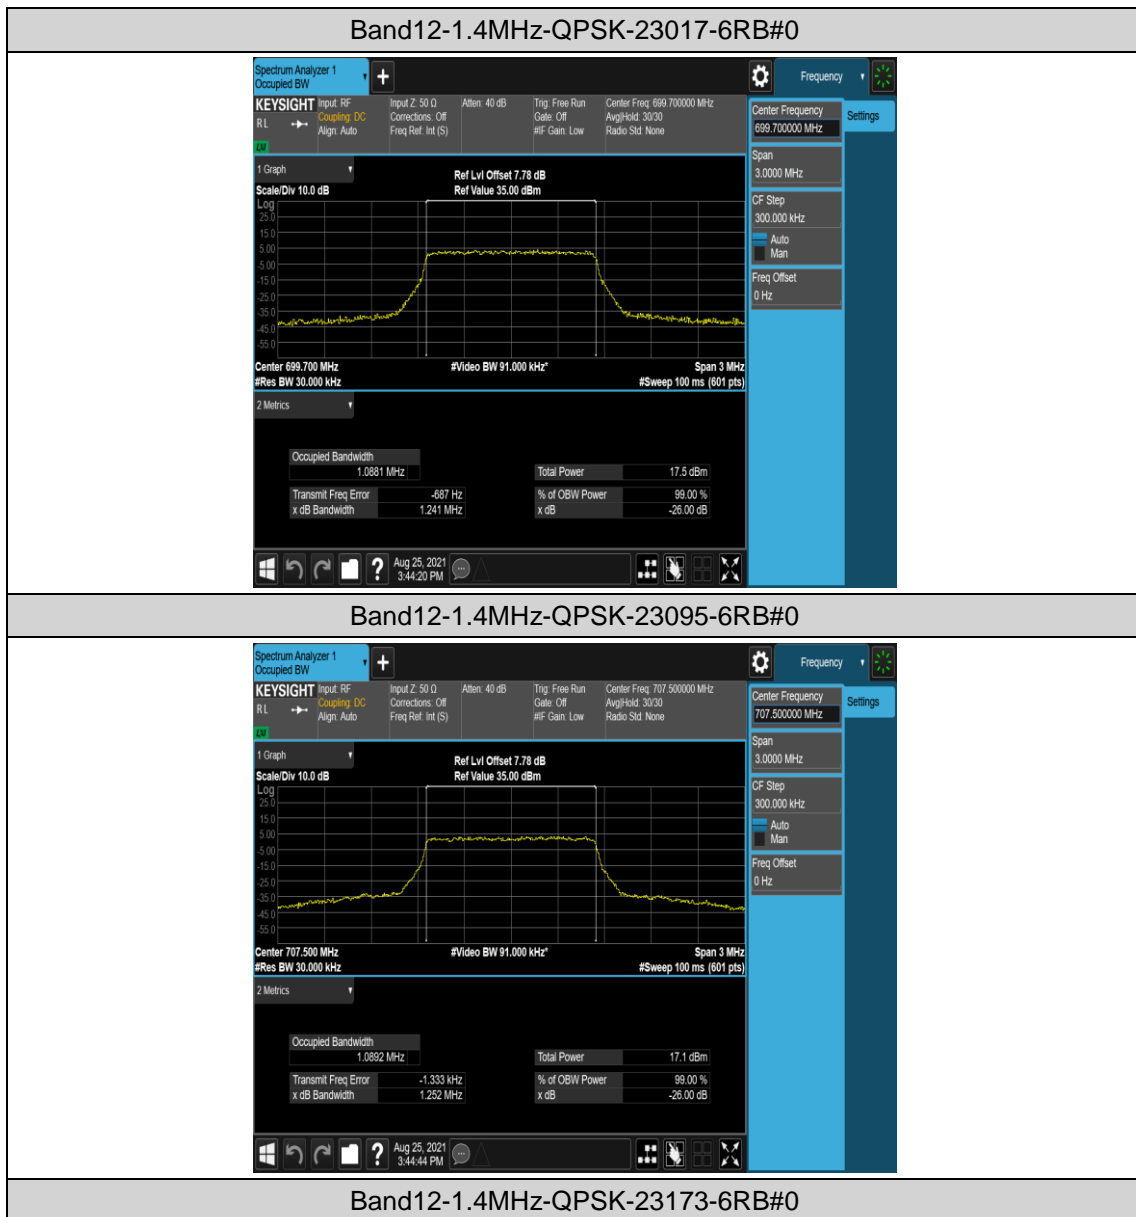 Band12-1.4MHz-QPSK-23017-6RB#0
Spectrum Analyzer 1
Occupied BW
+
Frequency
KEYSIGHT
RL
LXI
Input: RF
Coupling: DC
Align: Auto
Input Z: 50 Ω
Corrections: Off
Freq Ref: Int (S)
Atten: 40 dB
Trig: Free Run
Gate: Off
#IF Gain: Low
Center Freq: 699.700000 MHz
Avg|Hold: 30/30
Radio Std: None
Center Frequency
699.700000 MHz
Settings
Span
3.0000 MHz
CF Step
300.000 kHz
Auto
Man
Freq Offset
0 Hz
1 Graph
Scale/Div 10.0 dB
Ref Lvl Offset 7.78 dB
Ref Value 35.00 dBm
Log
25.0
15.0
5.00
-5.00
-15.0
-25.0
-35.0
-45.0
-55.0
Center 699.700 MHz
#Video BW 91.000 kHz*
Span 3 MHz
#Res BW 30.000 kHz
#Sweep 100 ms (601 pts)
2 Metrics
Occupied Bandwidth
1.0881 MHz
Total Power 17.5 dBm
Transmit Freq Error -687 Hz
% of OBW Power 99.00 %
x dB Bandwidth 1.241 MHz
x dB -26.00 dB
?
Aug 25, 2021
3:44:20 PM
Band12-1.4MHz-QPSK-23095-6RB#0
Spectrum Analyzer 1
Occupied BW
+
Frequency
KEYSIGHT
RL
LXI
Input: RF
Coupling: DC
Align: Auto
Input Z: 50 Ω
Corrections: Off
Freq Ref: Int (S)
Atten: 40 dB
Trig: Free Run
Gate: Off
#IF Gain: Low
Center Freq: 707.500000 MHz
Avg|Hold: 30/30
Radio Std: None
Center Frequency
707.500000 MHz
Settings
Span
3.0000 MHz
CF Step
300.000 kHz
Auto
Man
Freq Offset
0 Hz
1 Graph
Scale/Div 10.0 dB
Ref Lvl Offset 7.78 dB
Ref Value 35.00 dBm
Log
25.0
15.0
5.00
-5.00
-15.0
-25.0
-35.0
-45.0
-55.0
Center 707.500 MHz
#Video BW 91.000 kHz*
Span 3 MHz
#Res BW 30.000 kHz
#Sweep 100 ms (601 pts)
2 Metrics
Occupied Bandwidth
1.0892 MHz
Total Power 17.1 dBm
Transmit Freq Error -1.333 kHz
% of OBW Power 99.00 %
x dB Bandwidth 1.252 MHz
x dB -26.00 dB
?
Aug 25, 2021
3:44:44 PM
Band12-1.4MHz-QPSK-23173-6RB#0